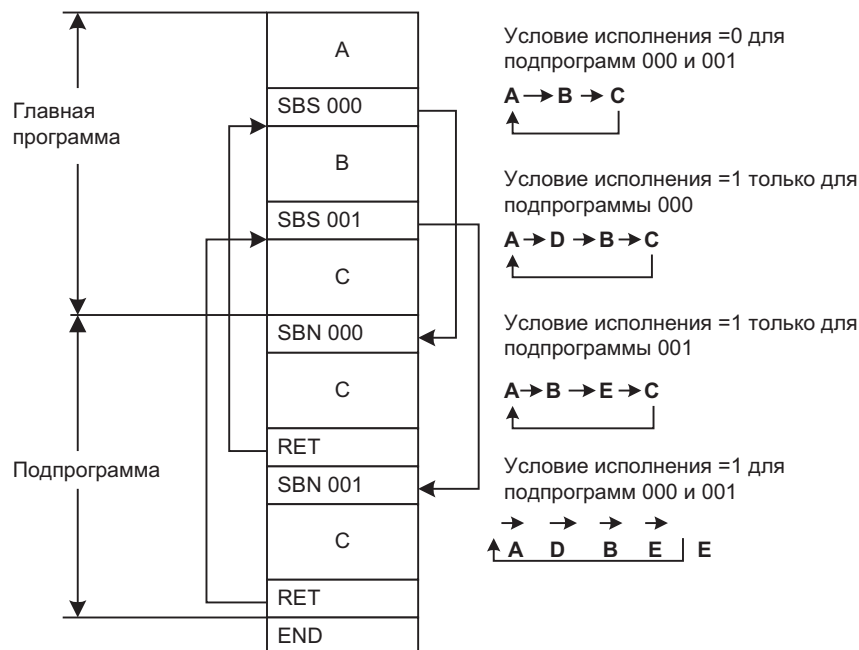 Главная
программа
Подпрограмма
A
SBS 000
B
SBS 001
C
SBN 000
C
RET
SBN 001
C
RET
END
Условие исполнения =0 для
подпрограмм 000 и 001
A B C
Условие исполнения =1 только для
подпрограммы 000
A D B C
Условие исполнения =1 только для
подпрограммы 001
A B E C
Условие исполнения =1 для
подпрограмм 000 и 001
A D B E E